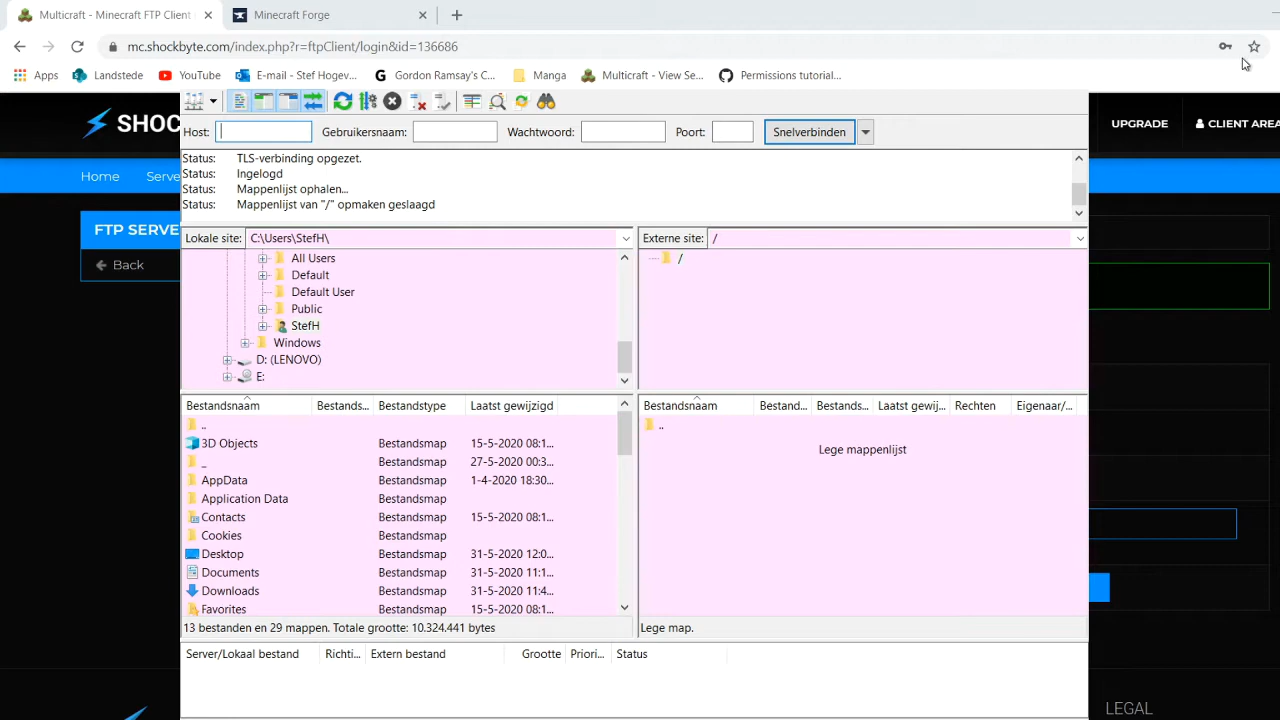 Multicraft - Minecraft FTP Client
Minecraft Forge
mc.shockbyte.com/index.php?r=ftpClient/login&id=136686
Apps Landstede YouTube E-mail - Stef Hogev... Gordon Ramsay's C... Manga Multicraft - View Se... Permissions tutorial...
SHOC
UPGRADE CLIENT AREA
Home Serve
FTP SERVE
Back
Host: Gebruikersnaam: Wachtwoord: Poort: Snelverbinden
Status: TLS-verbinding opgezet.
Status: Ingelogd
Status: Mappenlijst ophalen...
Status: Mappenlijst van "/" opmaken geslaagd
Lokale site: C:\Users\StefH\
Externe site: /
All Users
Default
Default User
Public
StefH
Windows
D: (LENOVO)
E:
/
Bestandsnaam Bestands... Bestandstype Laatst gewijzigd
..
3D Objects Bestandsmap 15-5-2020 08:1...
_ Bestandsmap 27-5-2020 00:3...
AppData Bestandsmap 1-4-2020 18:30...
Application Data Bestandsmap
Contacts Bestandsmap 15-5-2020 08:1...
Cookies Bestandsmap
Desktop Bestandsmap 31-5-2020 12:0...
Documents Bestandsmap 31-5-2020 11:1...
Downloads Bestandsmap 31-5-2020 11:4...
Favorites Bestandsmap 15-5-2020 08:1...
13 bestanden en 29 mappen. Totale grootte: 10.324.441 bytes
Bestandsnaam Bestand... Bestands... Laatst gewij... Rechten Eigenaar/...
..
Lege mappenlijst
Lege map.
Server/Lokaal bestand Richti... Extern bestand Grootte Priori... Status
LEGAL